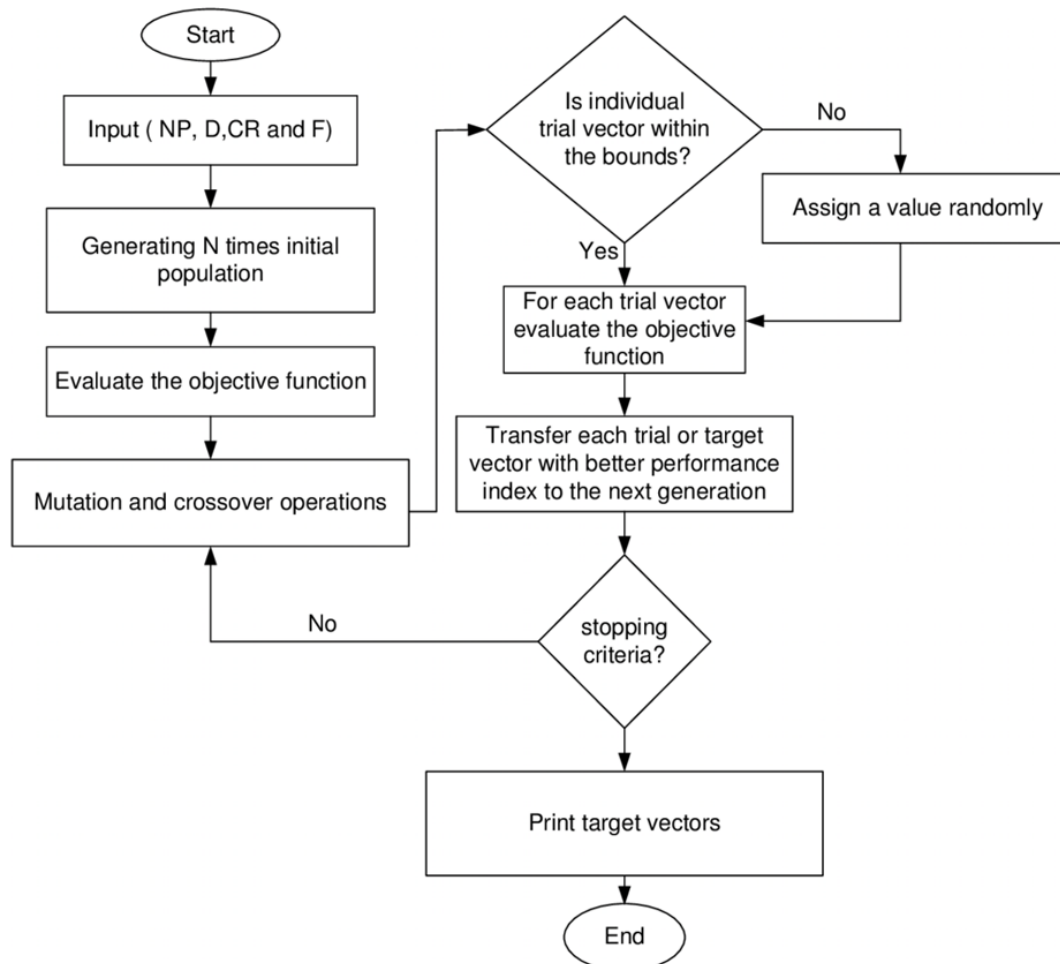 Start
Input ( NP, D,CR and F)
Generating N times initial
population
Evaluate the objective function
Mutation and crossover operations
Is individual
trial vector within
the bounds?
No
Assign a value randomly
Yes
For each trial vector
evaluate the objective
function
Transfer each trial or target
vector with better performance
index to the next generation
stopping
criteria?
No
Print target vectors
End